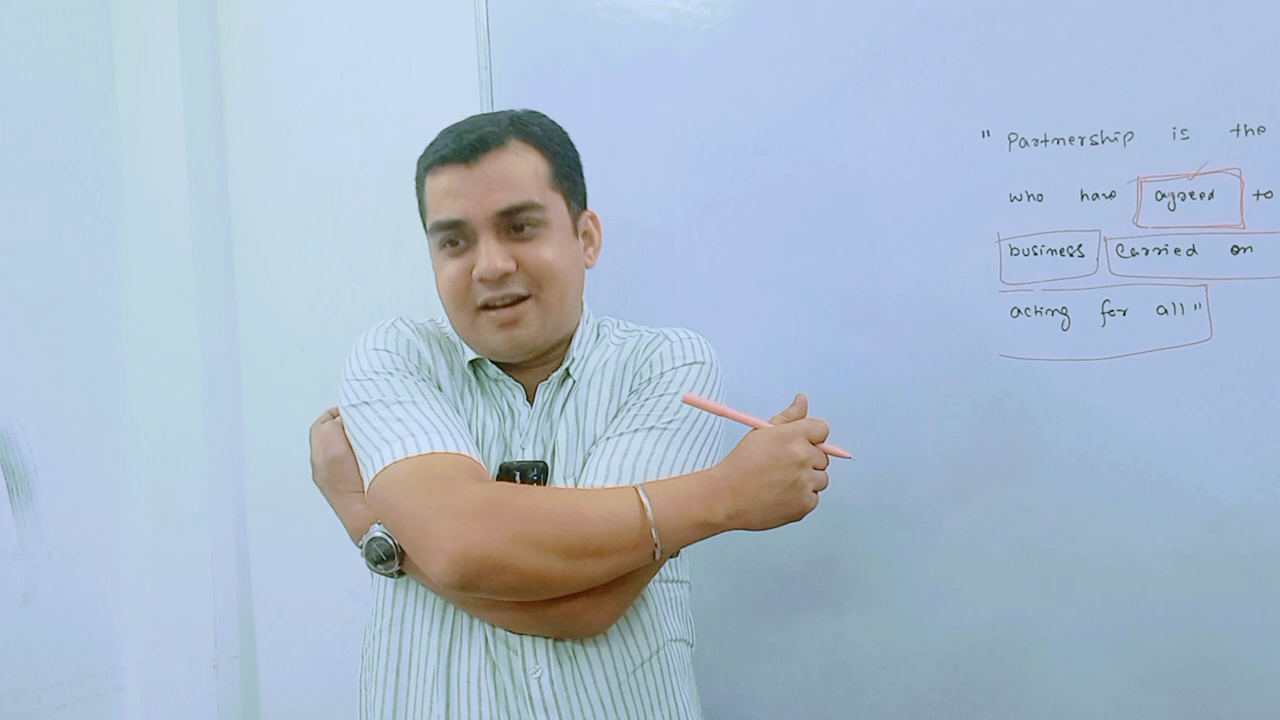 " Partnership is the
who have agreed to
business carried on
acting for all "